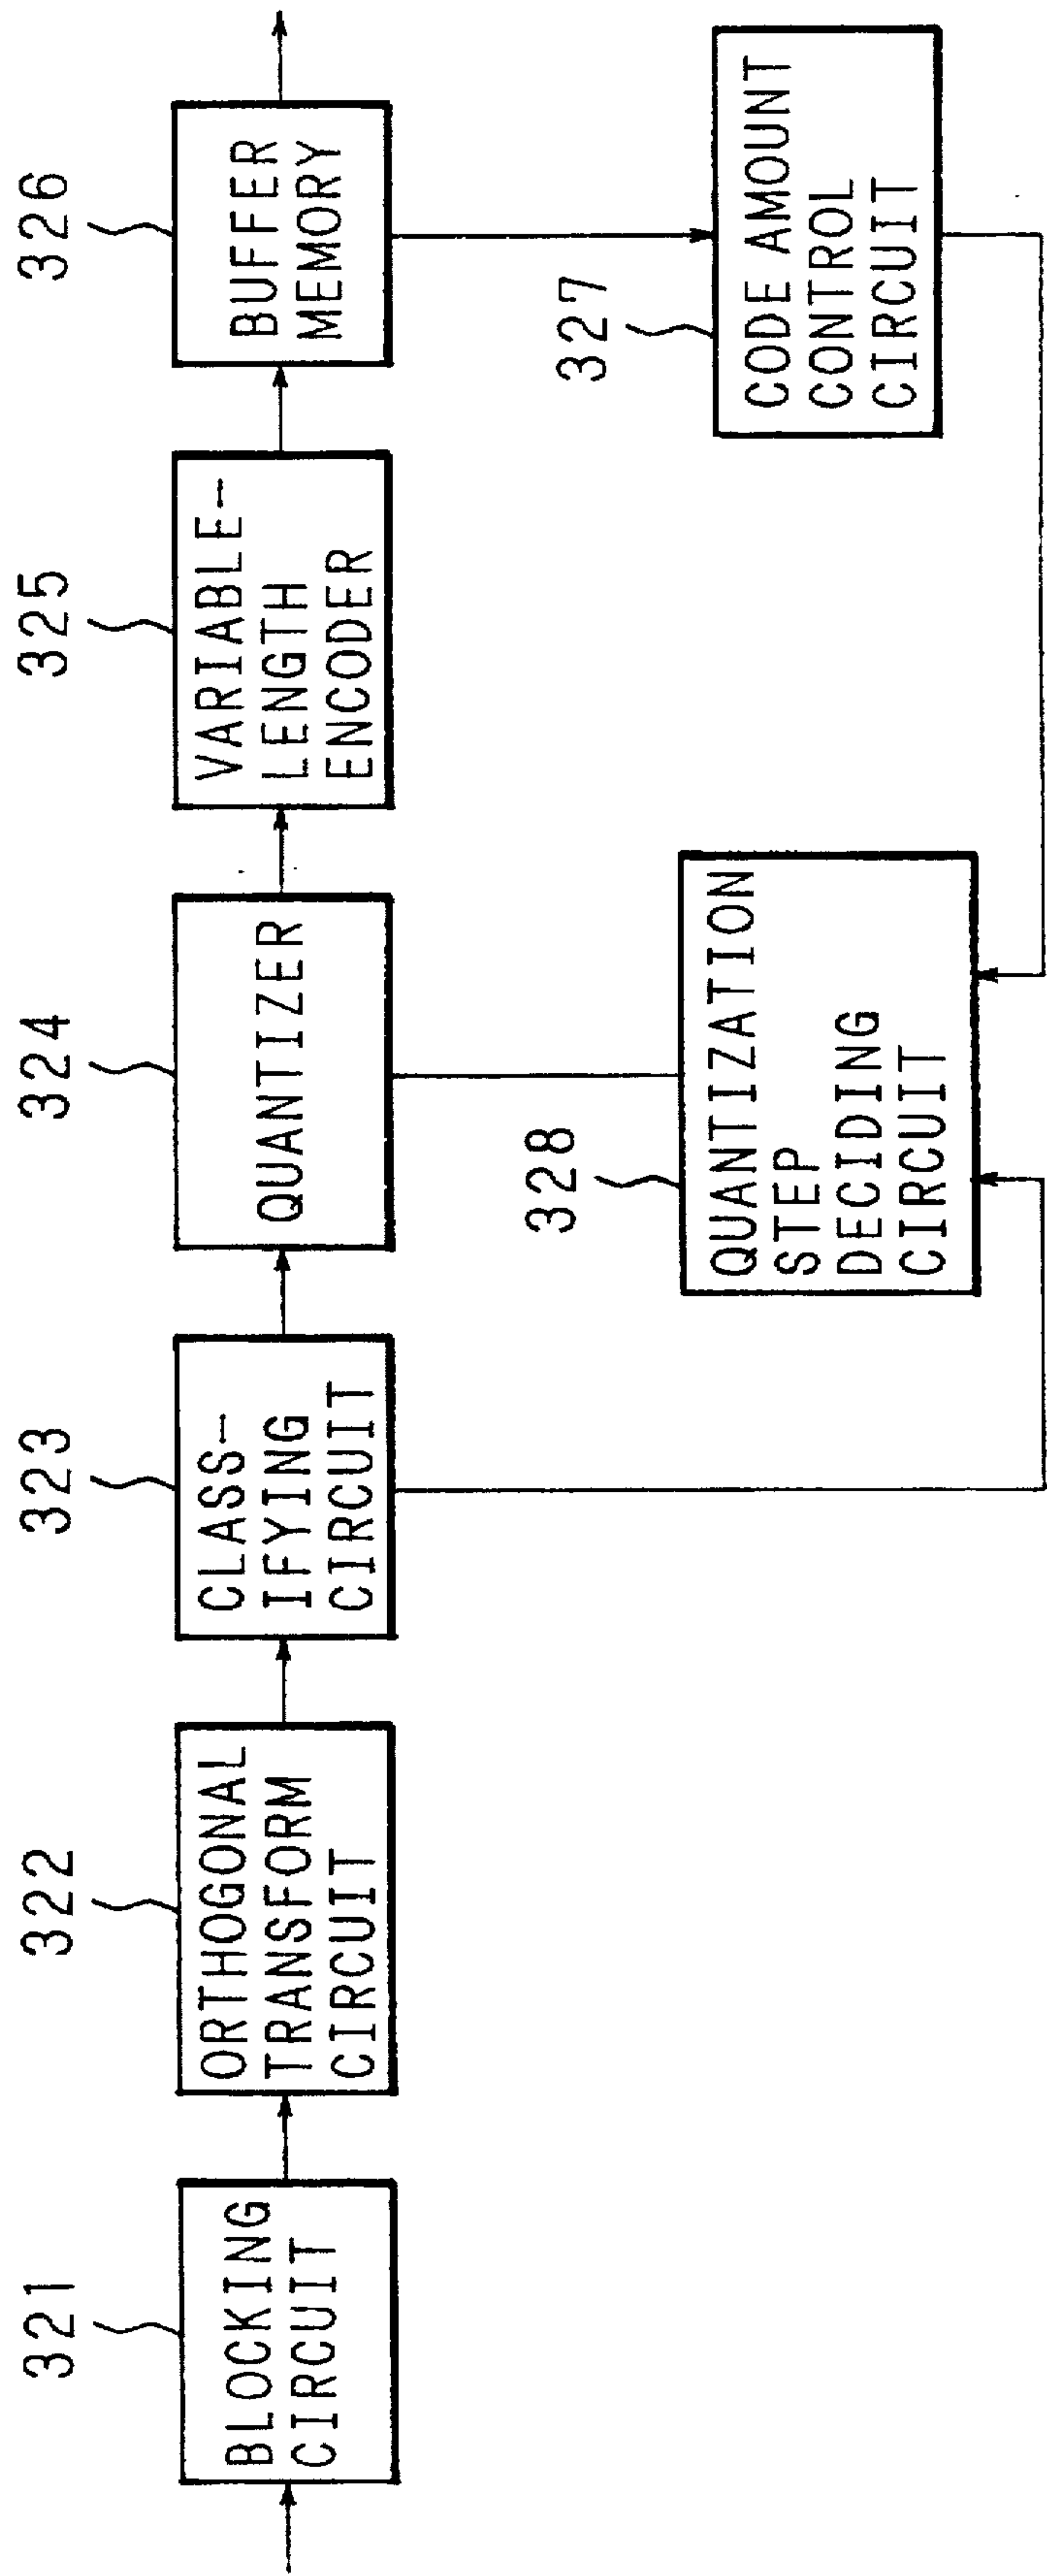 321
BLOCKING
CIRCUIT
322
ORTHOGONAL
TRANSFORM
CIRCUIT
323
CLASS-
IFYING
CIRCUIT
324
QUANTIZER
325
VARIABLE-
LENGTH
ENCODER
326
BUFFER
MEMORY
328
QUANTIZATION
STEP
DECIDING
CIRCUIT
327
CODE AMOUNT
CONTROL
CIRCUIT